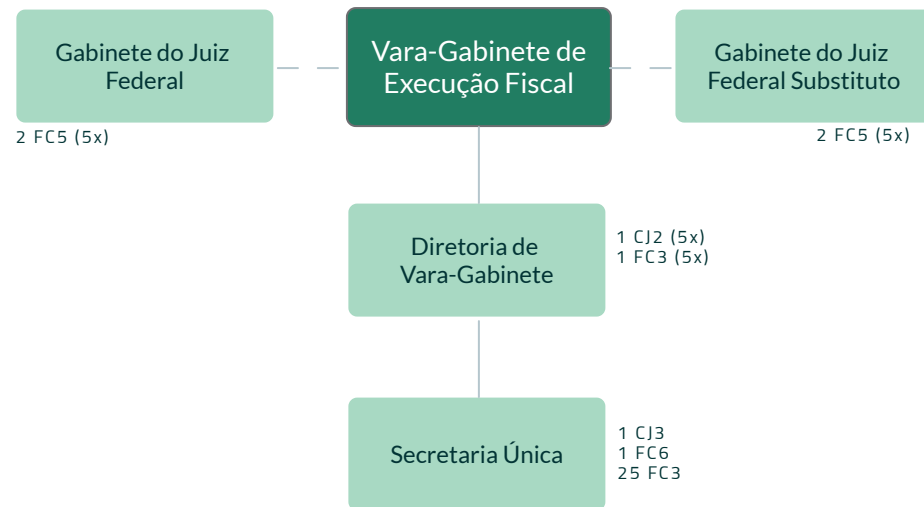 Gabinete do Juiz
Federal
2 FC5 (5x)
Vara-Gabinete de
Execução Fiscal
Gabinete do Juiz
Federal Substituto
2 FC5 (5x)
Diretoria de
Vara-Gabinete
1 CJ2 (5x)
1 FC3 (5x)
Secretaria Única
1 CJ3
1 FC6
25 FC3